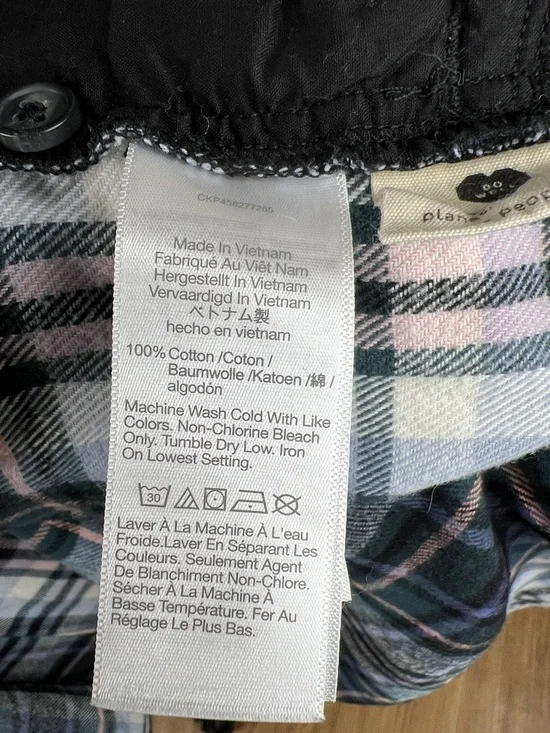 CKP456277265
Made In Vietnam
Fabriqué Au Viêt Nam
Hergestellt In Vietnam
Vervaardigd In Vietnam
ベトナム製
hecho en vietnam
100% Cotton /Coton /
Baumwolle /Katoen /綿 /
algodón
Machine Wash Cold With Like
Colors. Non-Chlorine Bleach
Only. Tumble Dry Low. Iron
On Lowest Setting.
30
Laver À La Machine À L'eau
Froide.Laver En Séparant Les
Couleurs. Seulement Agent
De Blanchiment Non-Chlore.
Sécher À La Machine À
Basse Température. Fer Au
Réglage Le Plus Bas.
DO
WELL